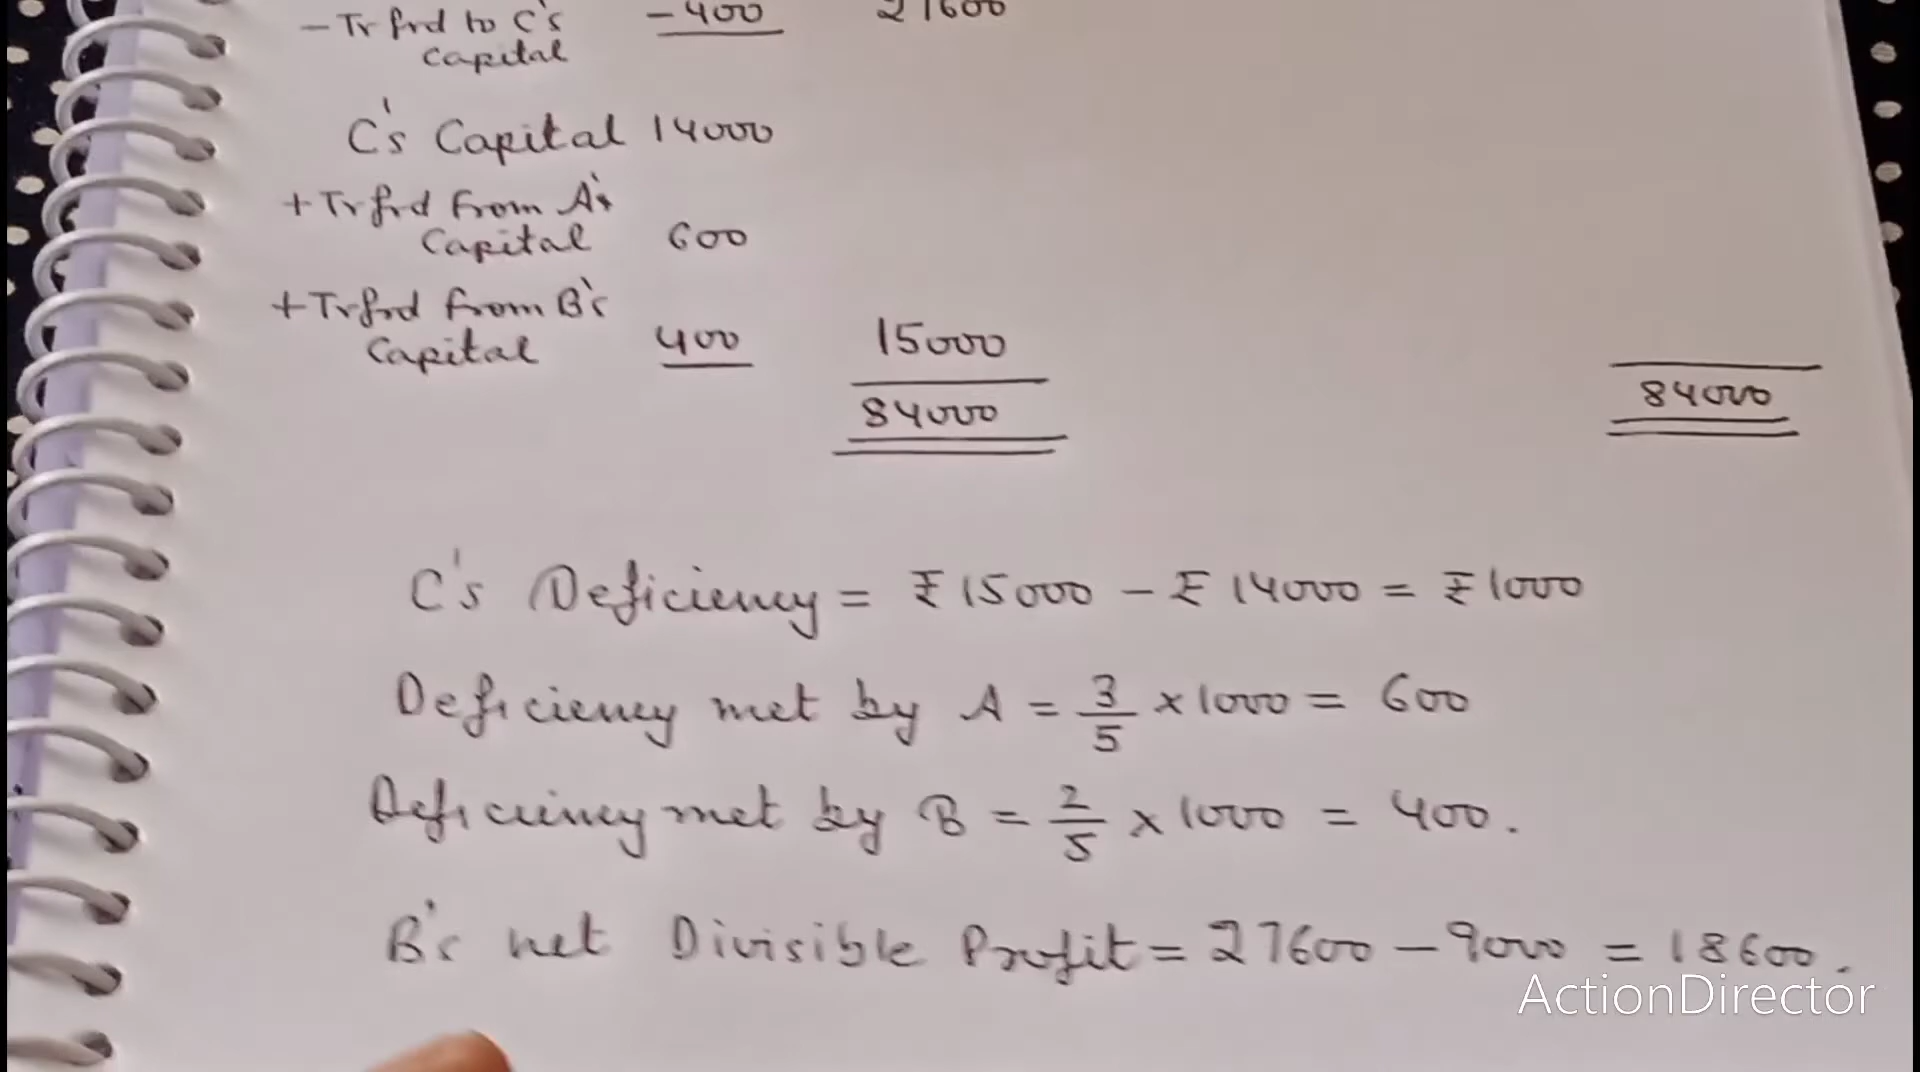 - Tr frd to C's -400 27600
Capital
C's Capital 14000
+ Trfrd from A's
Capital 600
+ Trfrd from B's
Capital 400 15000
84000 84000
C's Deficiency = ₹ 15000 - ₹ 14000 = ₹ 1000
Deficiency met by A = 3/5 × 1000 = 600
Deficiency met by B = 2/5 × 1000 = 400.
B's net Divisible Profit = 27600 - 9000 = 18600.
ActionDirector